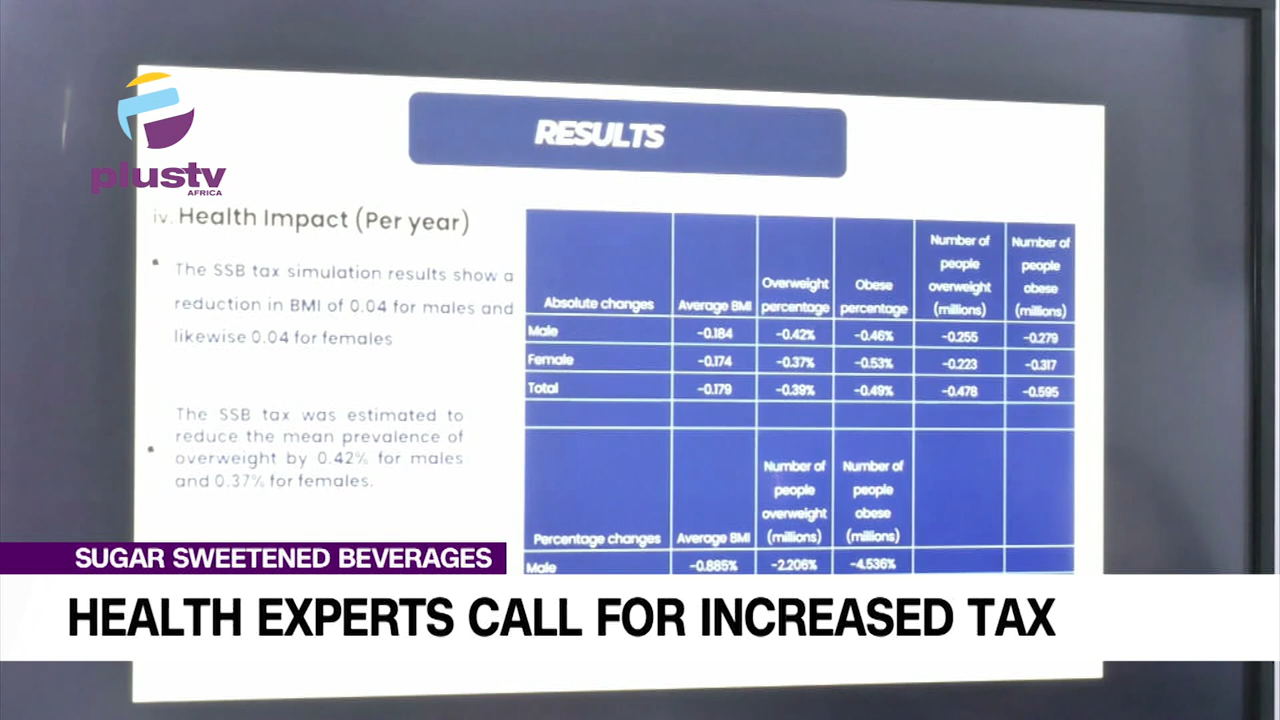 plustv
AFRICA
RESULTS
iv. Health Impact (Per year)
• The SSB tax simulation results show a
reduction in BMI of 0.04 for males and
likewise 0.04 for females
• The SSB tax was estimated to
reduce the mean prevalence of
overweight by 0.42% for males
and 0.37% for females.
Absolute changes Average BMI Overweight percentage Obese percentage Number of people overweight (millions) Number of people obese (millions)
Male -0.184 -0.42% -0.46% -0.255 -0.279
Female -0.174 -0.37% -0.53% -0.223 -0.317
Total -0.179 -0.39% -0.49% -0.478 -0.595
Percentage changes Average BMI Number of people overweight (millions) Number of people obese (millions)
Male -0.885% -2.206% -4.536%
SUGAR SWEETENED BEVERAGES
HEALTH EXPERTS CALL FOR INCREASED TAX